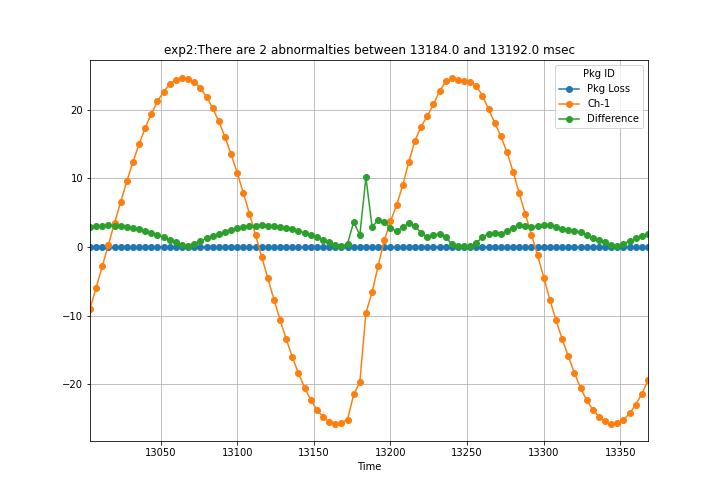 exp2:There are 2 abnormalties between 13184.0 and 13192.0 msec
Pkg ID
Pkg Loss
Ch-1
Difference
20
10
0
−10
−20
13050 13100 13150 13200 13250 13300 13350
Time